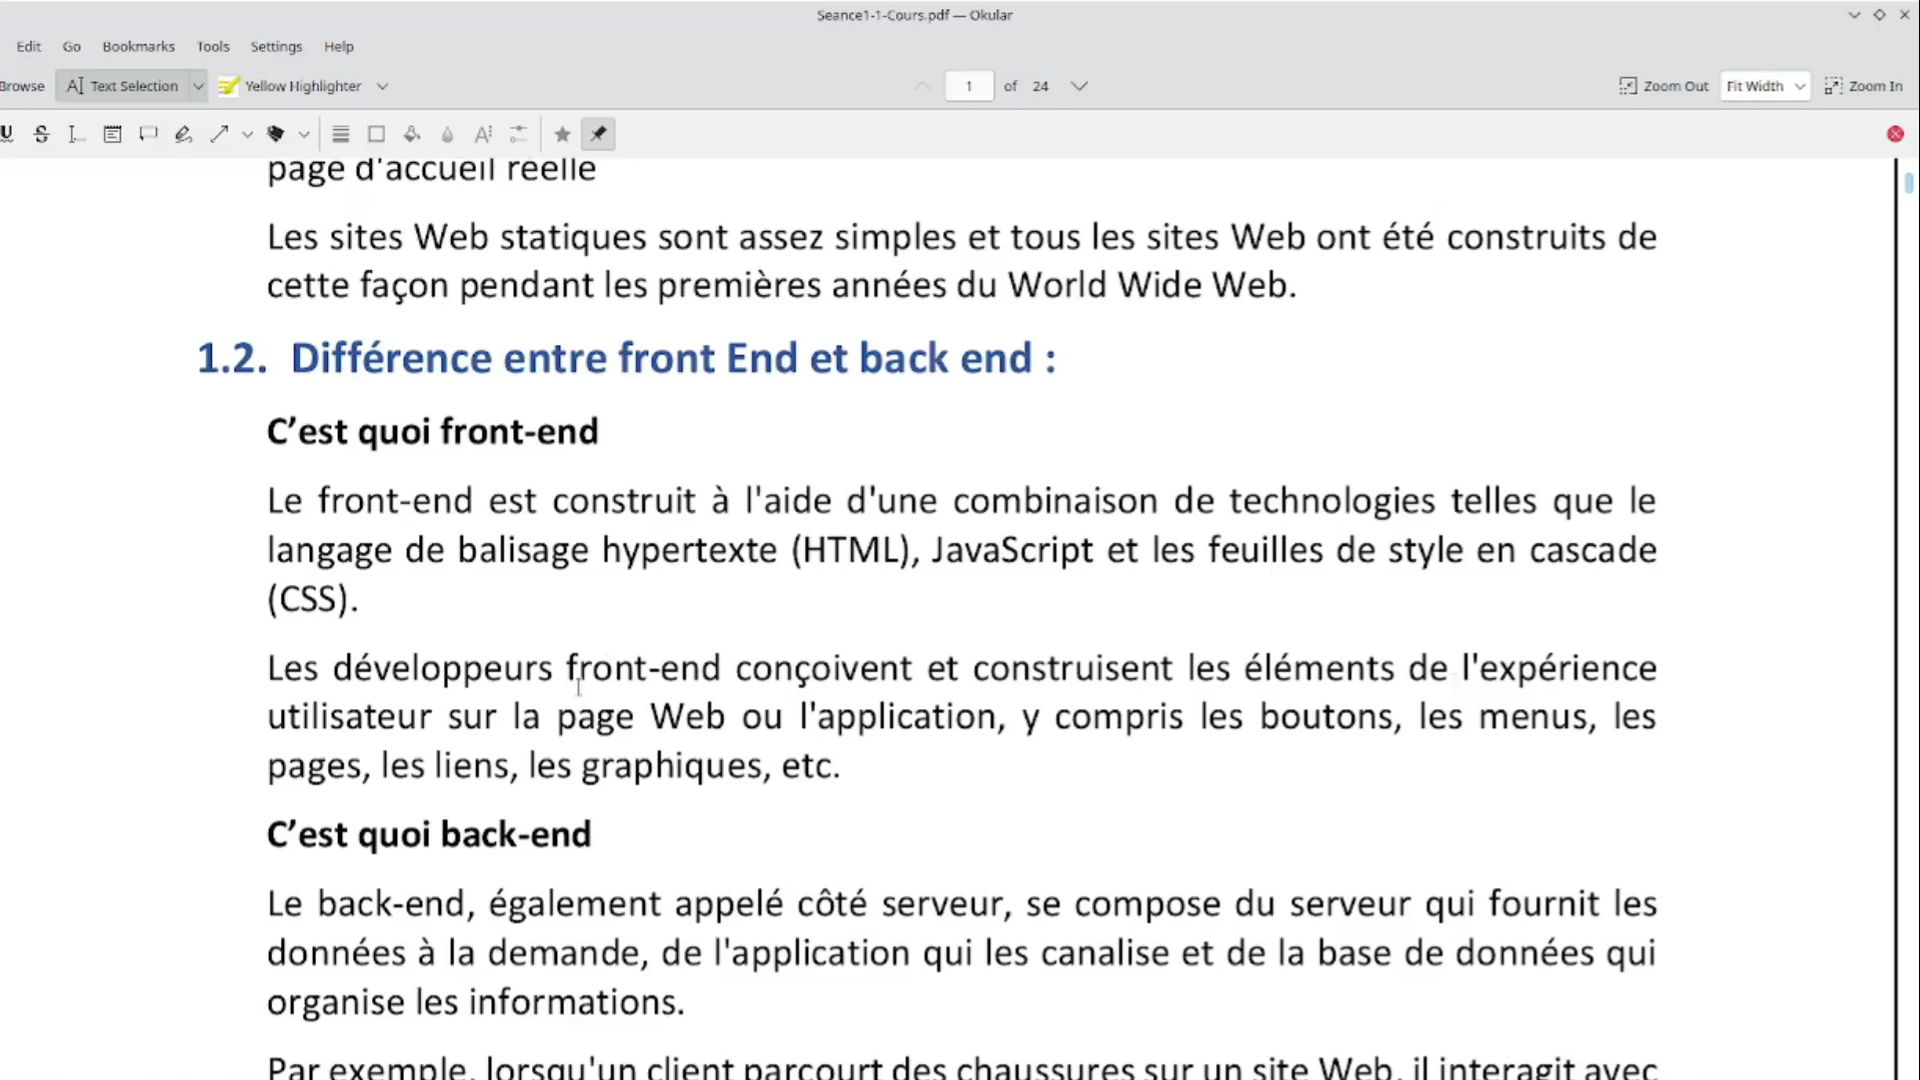 Seance1-1-Cours.pdf — Okular
Edit Go Bookmarks Tools Settings Help
Browse Text Selection Yellow Highlighter 1 of 24 Zoom Out Fit Width Zoom In
page d'accueil réelle
Les sites Web statiques sont assez simples et tous les sites Web ont été construits de
cette façon pendant les premières années du World Wide Web.
1.2. Différence entre front End et back end :
C’est quoi front-end
Le front-end est construit à l'aide d'une combinaison de technologies telles que le
langage de balisage hypertexte (HTML), JavaScript et les feuilles de style en cascade
(CSS).
Les développeurs front-end conçoivent et construisent les éléments de l'expérience
utilisateur sur la page Web ou l'application, y compris les boutons, les menus, les
pages, les liens, les graphiques, etc.
C’est quoi back-end
Le back-end, également appelé côté serveur, se compose du serveur qui fournit les
données à la demande, de l'application qui les canalise et de la base de données qui
organise les informations.
Par exemple, lorsqu'un client parcourt des chaussures sur un site Web, il interagit avec